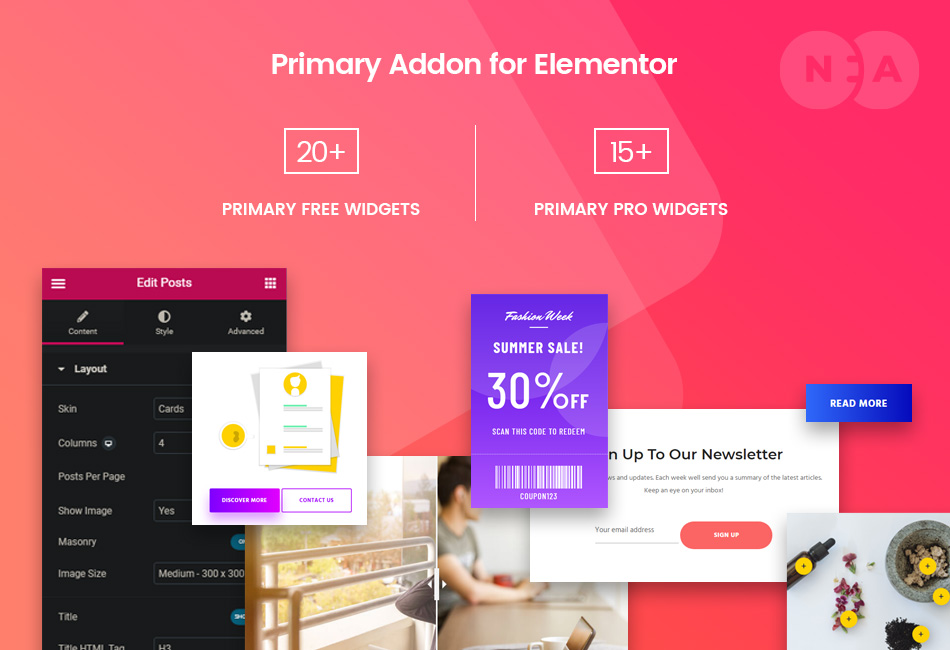 Primary Addon for Elementor
NEA
20+
15+
PRIMARY FREE WIDGETS
PRIMARY PRO WIDGETS
Edit Posts
Content
Style
Advanced
Layout
Skin
Cards
Columns
4
Posts Per Page
Show Image
Yes
Masonry
Image Size
Medium - 300 x 300
Title
Title HTML Tag
H3
DISCOVER MORE
CONTACT US
Fashion Week
SUMMER SALE!
30% OFF
SCAN THIS CODE TO REDEEM
COUPON123
READ MORE
n Up To Our Newsletter
ws and updates. Each week well send you a summary of the latest articles.
Keep an eye on your inbox!
Your email address
SIGN UP